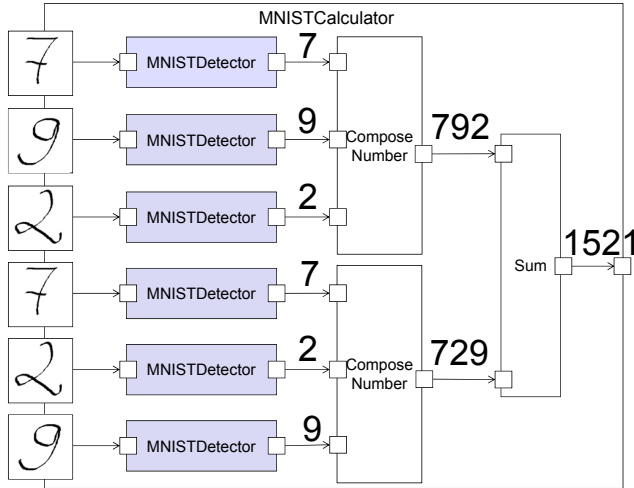 MNISTCalculator
7 MNISTDetector 7
9 MNISTDetector 9
Compose
Number
792
2 MNISTDetector 2
Sum
1521
7 MNISTDetector 7
2 MNISTDetector 2
Compose
Number
729
9 MNISTDetector 9